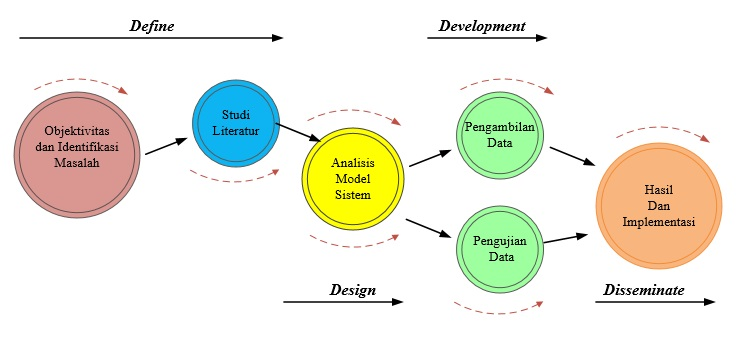 Define
Development
Objektivitas
dan Identifikasi
Masalah
Studi
Literatur
Analisis
Model
Sistem
Pengambilan
Data
Pengujian
Data
Hasil
Dan
Implementasi
Design
Disseminate